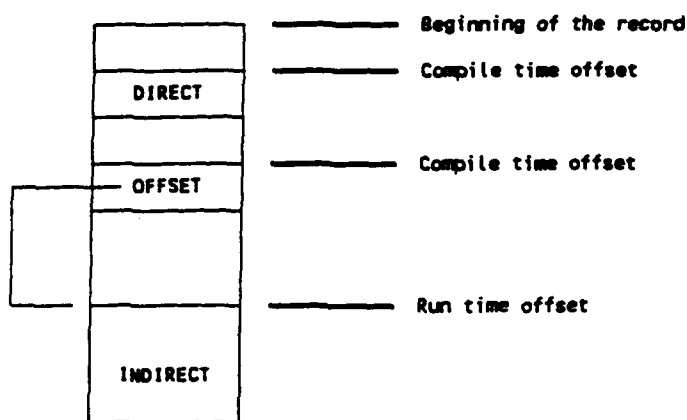 Beginning of the record
Compile time offset
DIRECT
Compile time offset
OFFSET
Run time offset
INDIRECT